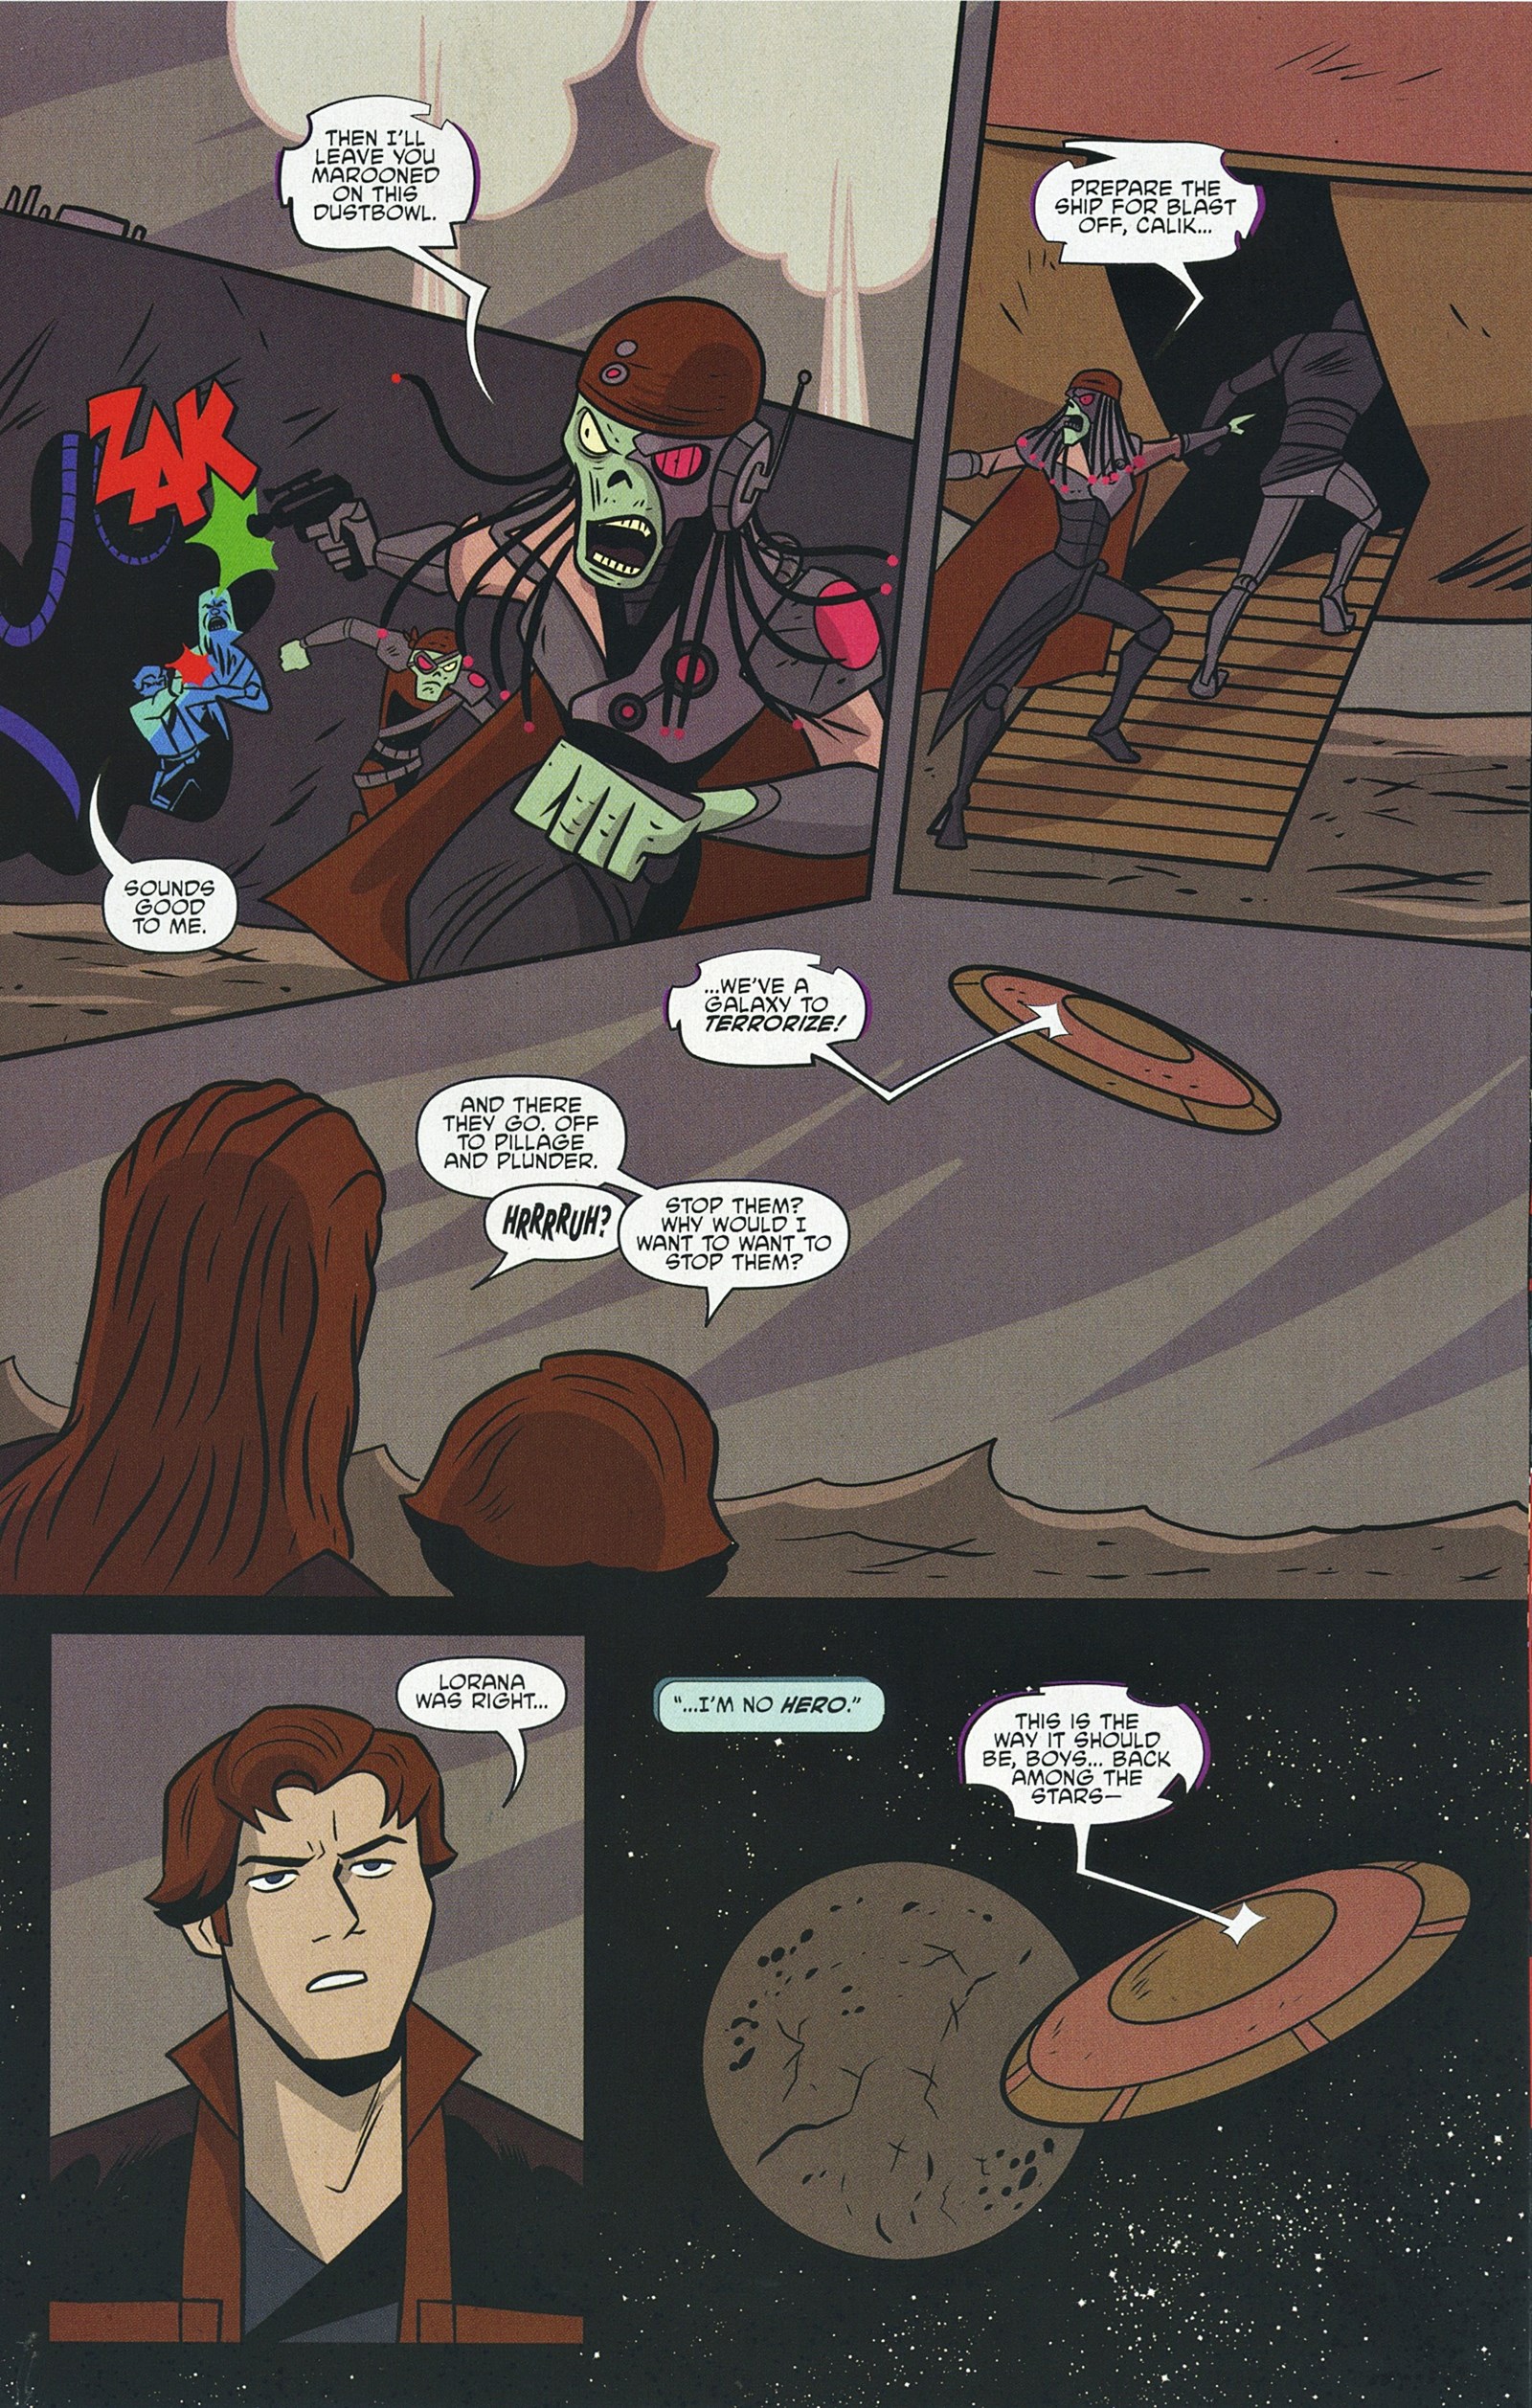 THEN I'LL
LEAVE YOU
MAROONED
ON THIS
DUSTBOWL.
ZAK
SOUNDS
GOOD
TO ME.
PREPARE THE
SHIP FOR BLAST
OFF, CALIK...
...WE'VE A
GALAXY TO
TERRORIZE!
AND THERE
THEY GO. OFF
TO PILLAGE
AND PLUNDER.
HRRRRUH?
STOP THEM?
WHY WOULD I
WANT TO WANT TO
STOP THEM?
LORANA
WAS RIGHT...
"...I'M NO HERO."
THIS IS THE
WAY IT SHOULD
BE, BOYS... BACK
AMONG THE
STARS—